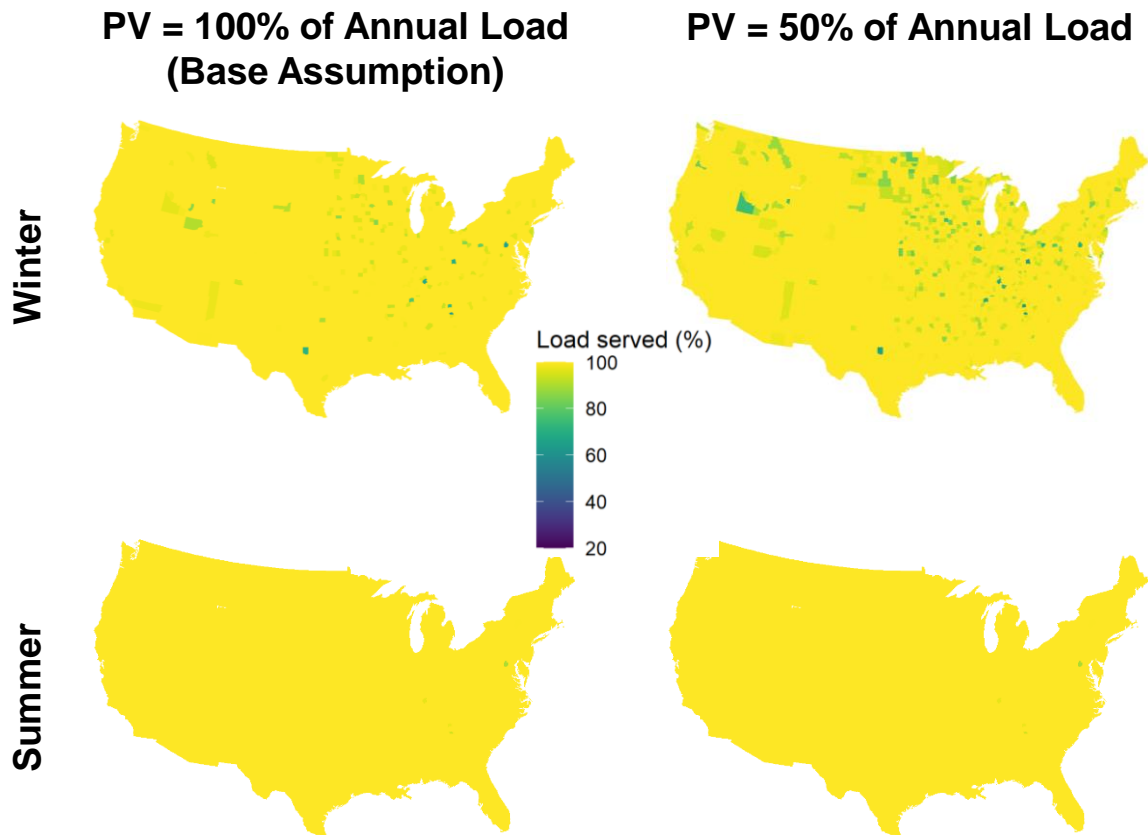 PV = 100% of Annual Load
(Base Assumption)
PV = 50% of Annual Load
Winter
Load served (%)
100
80
60
40
20
Summer